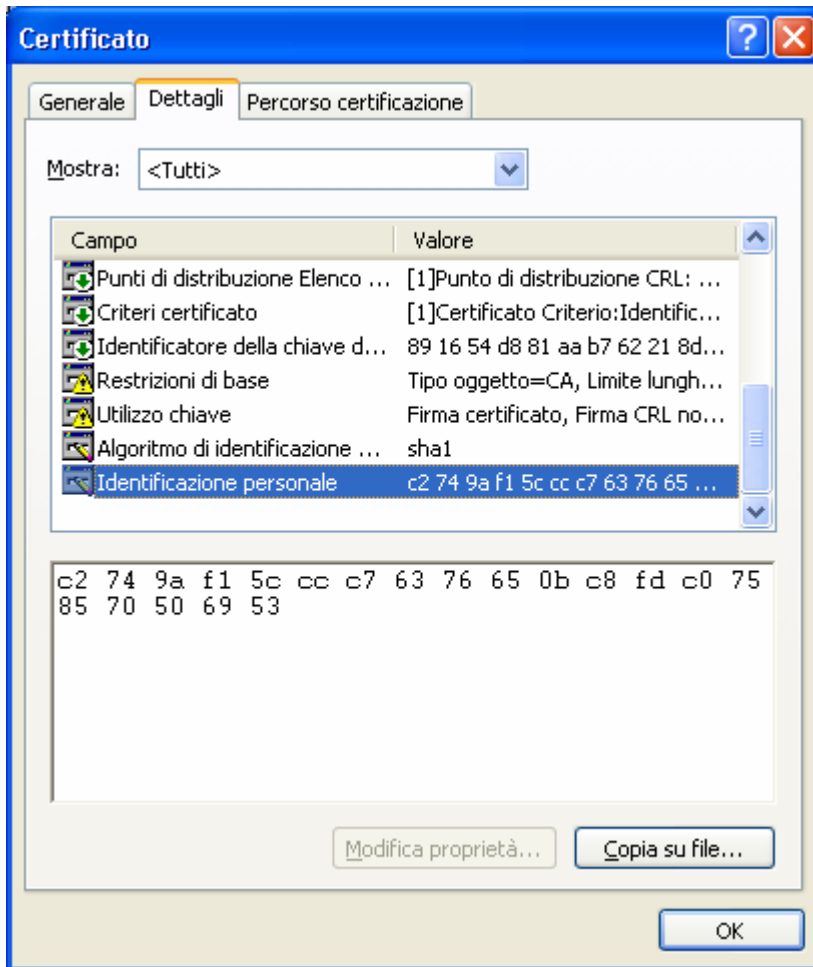 Certificato
Generale Dettagli Percorso certificazione
Mostra: <Tutti>
Campo Valore
Punti di distribuzione Elenco ... [1]Punto di distribuzione CRL: ...
Criteri certificato [1]Certificato Criterio:Identific...
Identificatore della chiave d... 89 16 54 d8 81 aa b7 62 21 8d...
Restrizioni di base Tipo oggetto=CA, Limite lungh...
Utilizzo chiave Firma certificato, Firma CRL no...
Algoritmo di identificazione ... sha1
Identificazione personale c2 74 9a f1 5c cc c7 63 76 65 ...
c2 74 9a f1 5c cc c7 63 76 65 0b c8 fd c0 75
85 70 50 69 53
Modifica proprietà... Copia su file...
OK